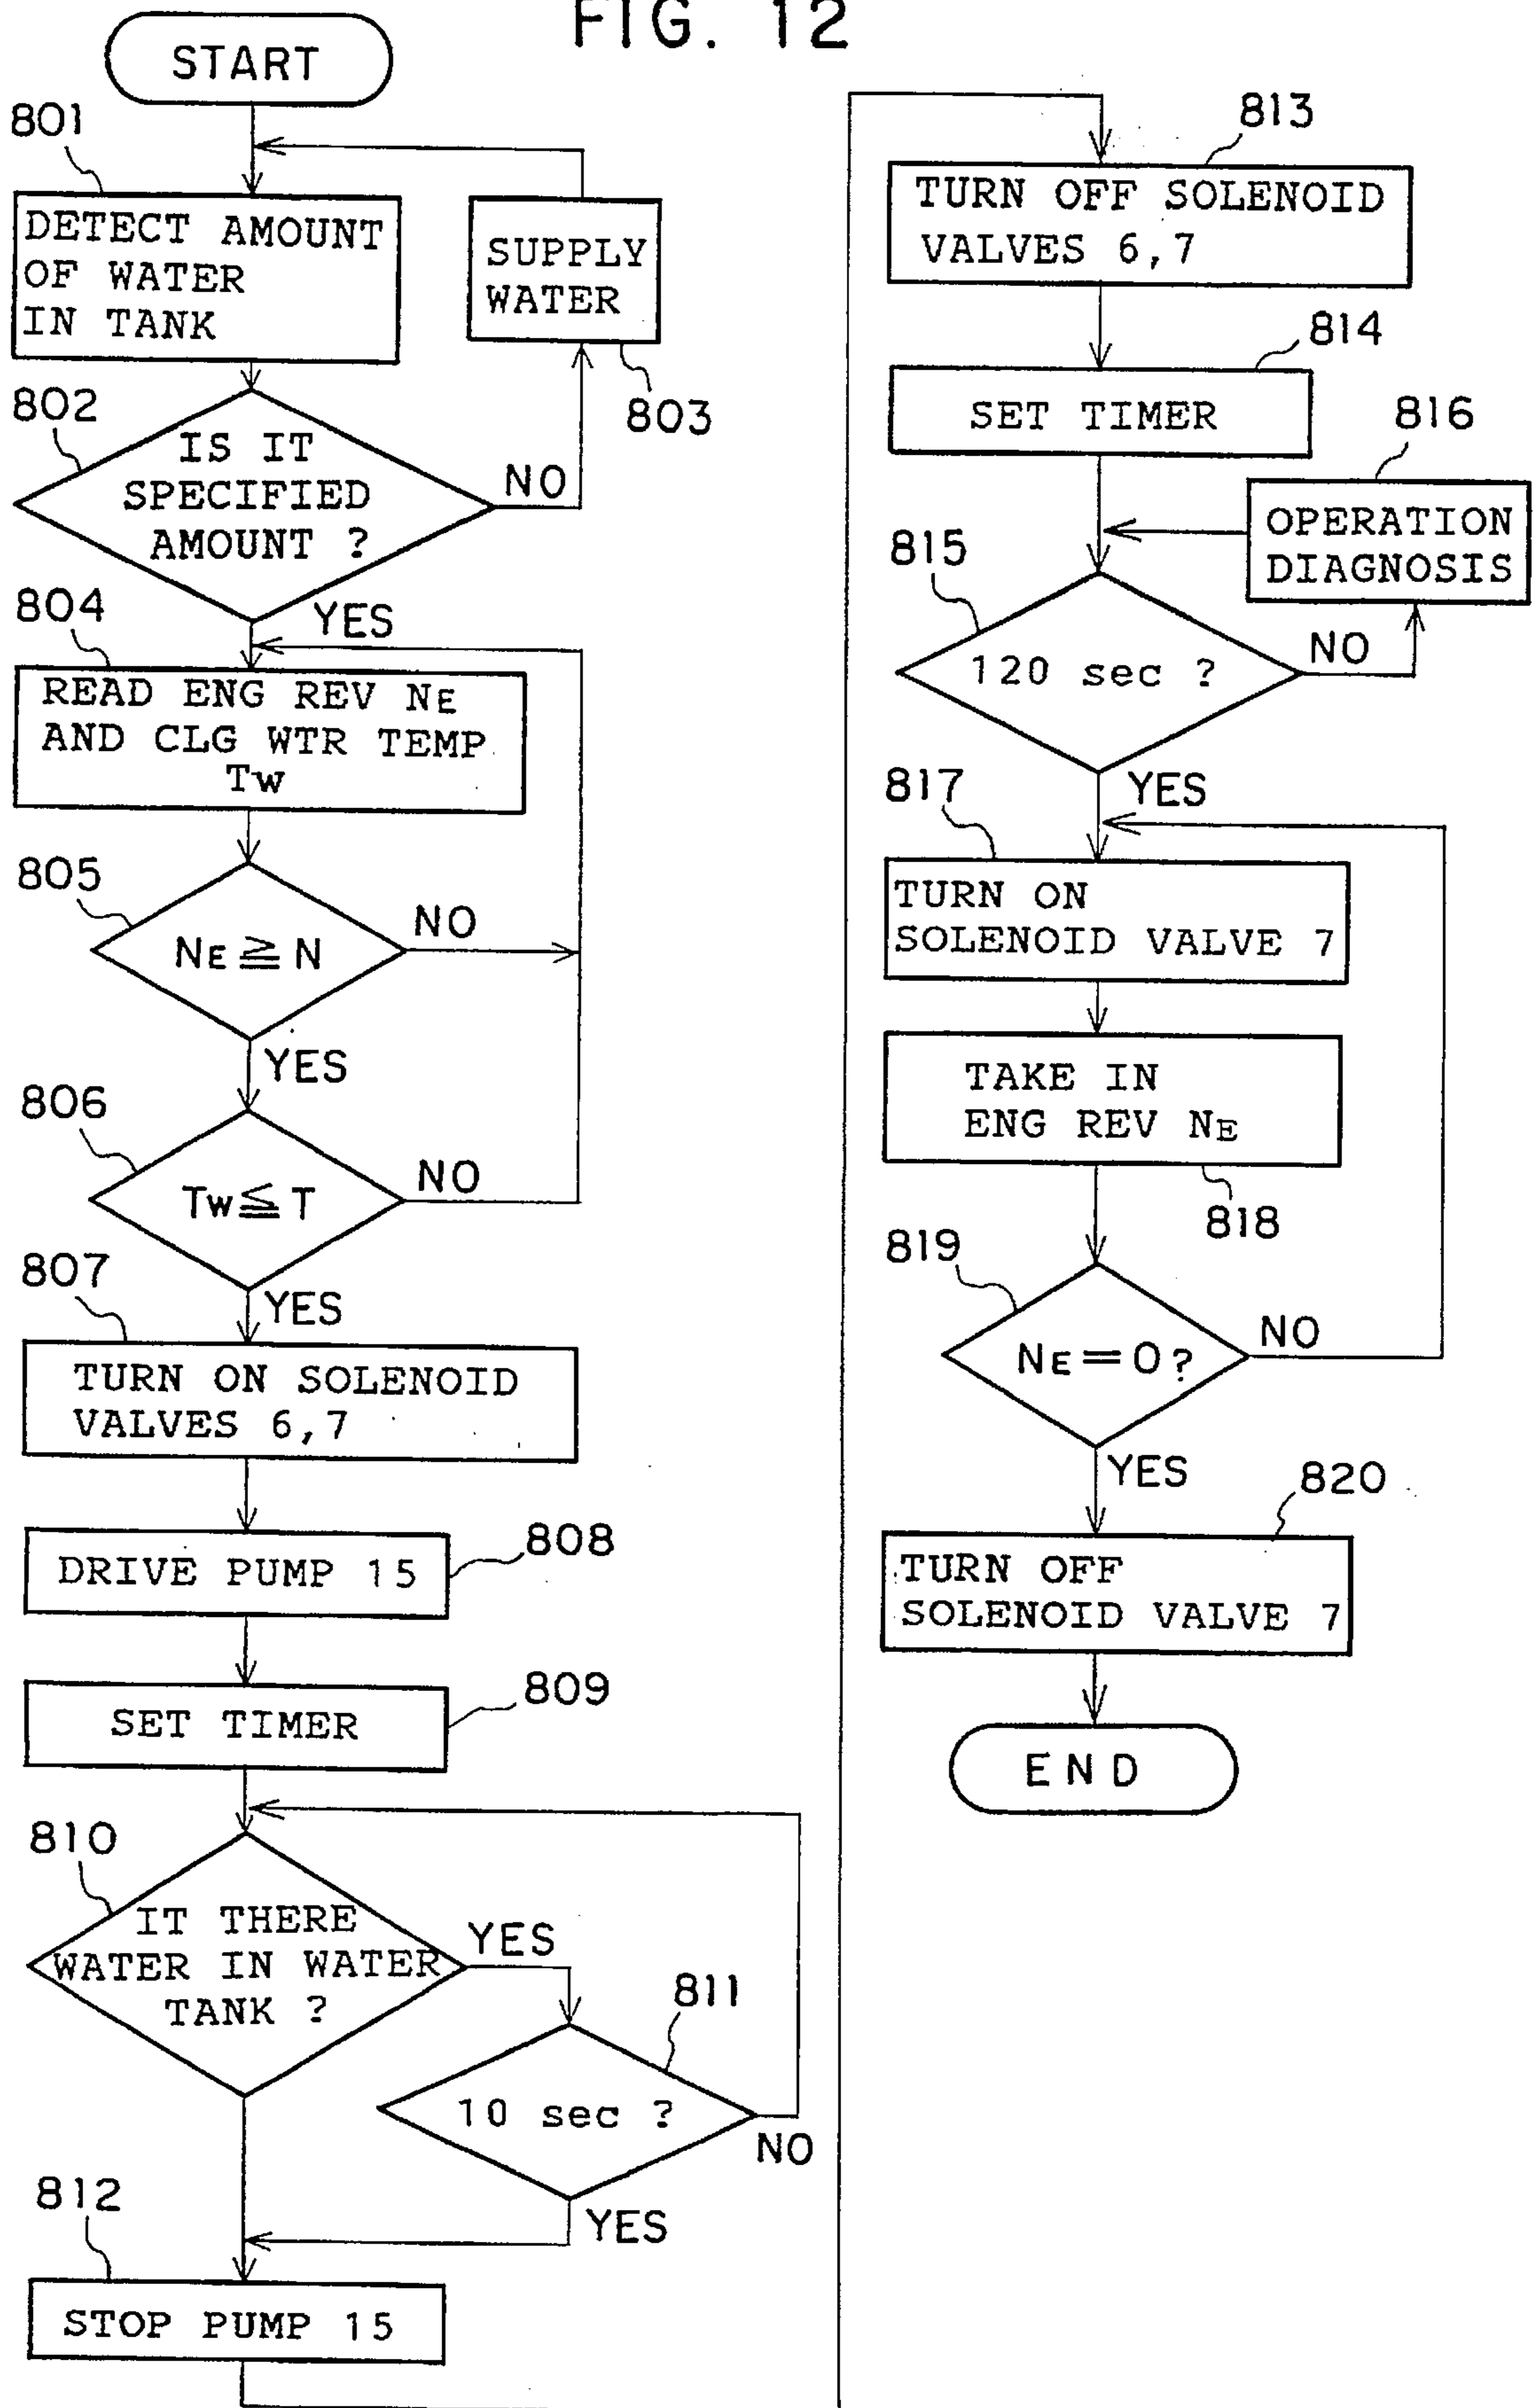 FIG. 12
START
801
DETECT AMOUNT
OF WATER
IN TANK
SUPPLY
WATER
803
802
IS IT
SPECIFIED
AMOUNT ?
NO
YES
804
READ ENG REV NE
AND CLG WTR TEMP
Tw
805
NE ≧ N
NO
YES
806
Tw ≦ T
NO
YES
807
TURN ON SOLENOID
VALVES 6,7
808
DRIVE PUMP 15
809
SET TIMER
810
IT THERE
WATER IN WATER
TANK ?
YES
811
10 sec ?
NO
YES
812
STOP PUMP 15
813
TURN OFF SOLENOID
VALVES 6,7
814
SET TIMER
816
OPERATION
DIAGNOSIS
815
120 sec ?
NO
YES
817
TURN ON
SOLENOID VALVE 7
TAKE IN
ENG REV NE
818
819
NE = 0?
NO
YES
820
TURN OFF
SOLENOID VALVE 7
END